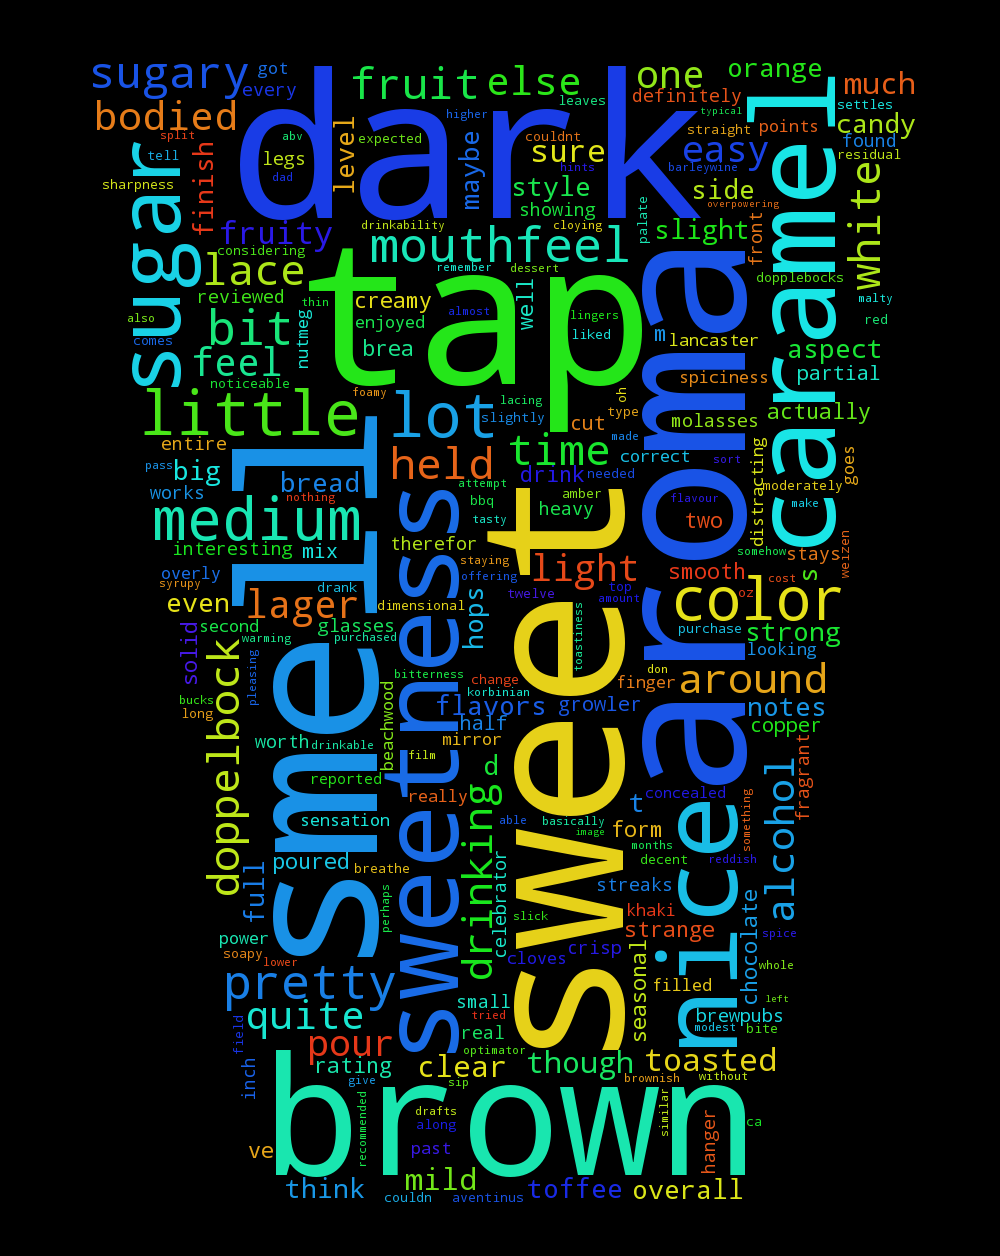 sugary
got
every
dark
fruit
else
leaves
one
orange
definitely
typical
much
settles
candy
bodied
split
tell
sharpness
abv
legs
dad
level
expected
higher
maybe
couldnt
sure
hints
straight
points
easy
barleywine
found
residual
caramel
sugar
finish
fruity
considering
drinkability
style
showing
cloying
side
overpowering
palate
slight
front
white
lace
mouthfeel
remember
dessert
tap
dopplebocks
malty
red
reviewed
thin
also
comes
bit
nutmeg
creamy
enjoyed
almost
well
lingers
liked
brea
m
lancaster
aspect
partial
feel
noticeable
foamy
spiciness
aroma
little
lot
lacing
slightly
oh
type
cut
made
molasses
actually
entire
smell
held
time
correct
sort
distracting
goes
pass
big
works
bread
nothing
attempt
drink
needed
moderately
flavour
make
medium
bbq
tasty
amber
heavy
two
interesting
mix
therefor
sweet
somehow
stays
weizen
overly
syrupy
drank
staying
offering
light
smooth
cost
s
even
lager
dimensional
twelve
top
amount
oz
color
second
glasses
purchased
hops
toastiness
purchase
strong
solid
warming
pleasing
bitterness
sweetness
don
looking
doppelbock
bucks
long
beachwood
change
korbinian
finger
around
flavors
growler
notes
copper
worth
drinkable
half
mirror
film
fragrant
reported
d
really
drinking
concealed
alcohol
sensation
able
basically
image
t
form
months
something
nice
poured
breathe
celebrator
decent
reddish
full
perhaps
streaks
slick
khaki
chocolate
power
soapy
lower
cloves
crisp
strange
spice
whole
pretty
seasonal
filled
left
quite
small
tried
brewpubs
modest
bite
field
pour
real
optimator
inch
rating
clear
though
toasted
give
sip
brownish
without
brown
recommended
drafts
along
similar
ca
hanger
ve
past
think
mild
couldn
aventinus
toffee
overall